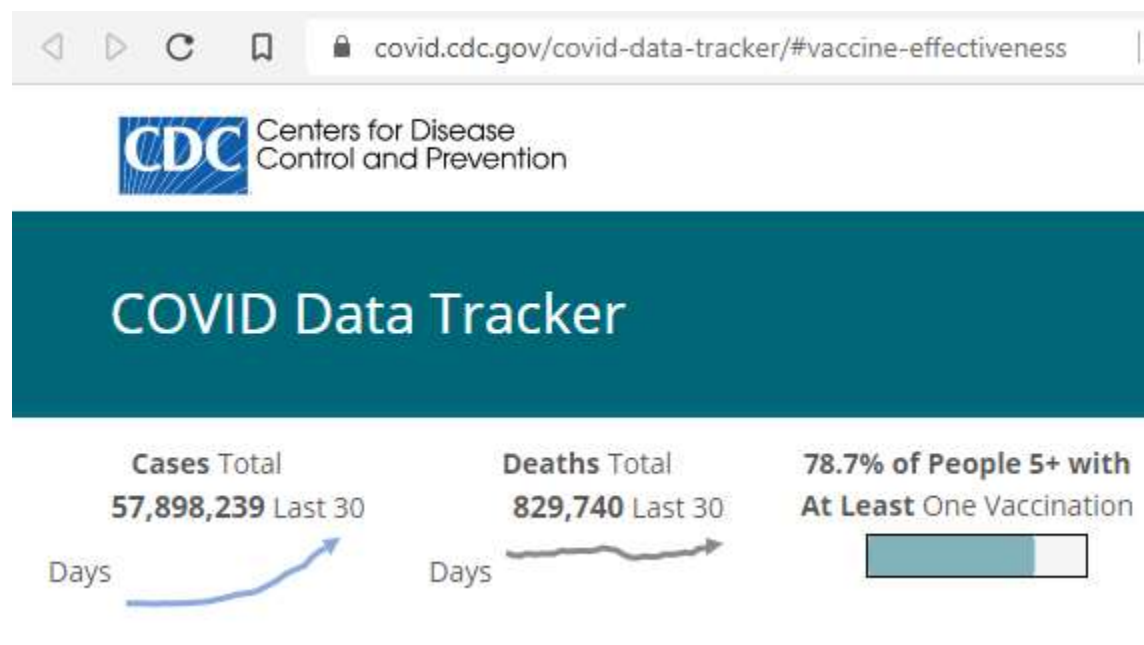 covid.cdc.gov/covid-data-tracker/#vaccine-effectiveness
CDC Centers for Disease
Control and Prevention
COVID Data Tracker
Cases Total
57,898,239 Last 30
Days
Deaths Total
829,740 Last 30
Days
78.7% of People 5+ with
At Least One Vaccination